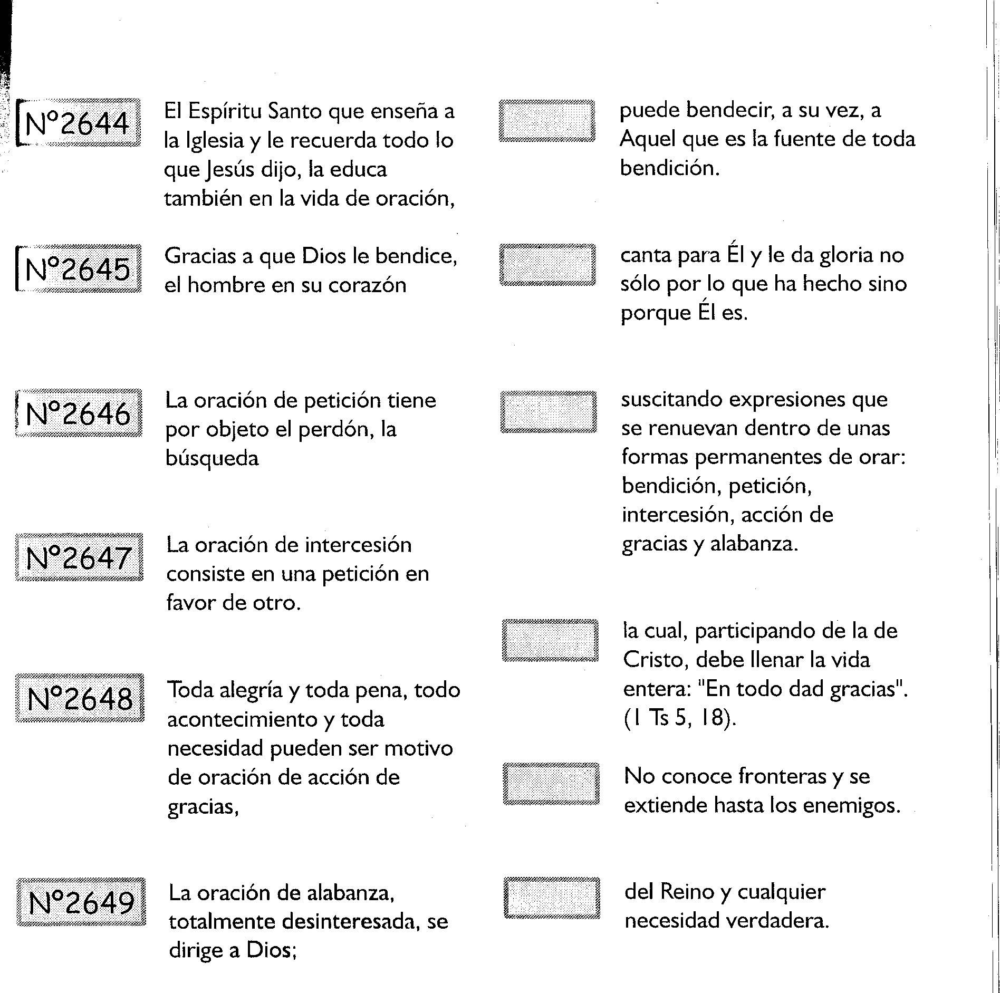 Nº2644
El Espíritu Santo que enseña a
la Iglesia y le recuerda todo lo
que Jesús dijo, la educa
también en la vida de oración,
Nº2645
Gracias a que Dios le bendice,
el hombre en su corazón
Nº2646
La oración de petición tiene
por objeto el perdón, la
búsqueda
Nº2647
La oración de intercesión
consiste en una petición en
favor de otro.
Nº2648
Toda alegría y toda pena, todo
acontecimiento y toda
necesidad pueden ser motivo
de oración de acción de
gracias,
Nº2649
La oración de alabanza,
totalmente desinteresada, se
dirige a Dios;
puede bendecir, a su vez, a
Aquel que es la fuente de toda
bendición.
canta para Él y le da gloria no
sólo por lo que ha hecho sino
porque Él es.
suscitando expresiones que
se renuevan dentro de unas
formas permanentes de orar:
bendición, petición,
intercesión, acción de
gracias y alabanza.
la cual, participando de la de
Cristo, debe llenar la vida
entera: "En todo dad gracias".
(1 Ts 5, 18).
No conoce fronteras y se
extiende hasta los enemigos.
del Reino y cualquier
necesidad verdadera.